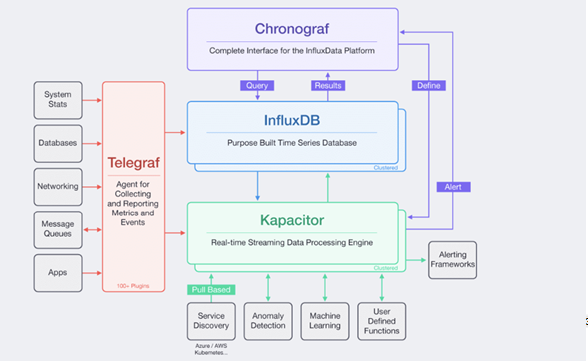 Chronograf
Complete Interface for the InfluxData Platform
Query
Results
Define
Alert
System
Stats
Databases
Networking
Message
Queues
Apps
Telegraf
Agent for
Collecting
and Reporting
Metrics and
Events
100+ Plugins
InfluxDB
Purpose Built Time Series Database
Clustered
Kapacitor
Real-time Streaming Data Processing Engine
Clustered
Alerting
Frameworks
Pull Based
Service
Discovery
Azure / AWS
Kubernetes...
Anomaly
Detection
Machine
Learning
User
Defined
Functions